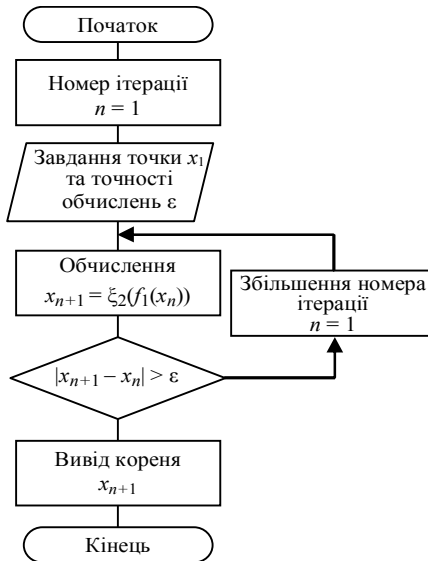 Початок
Номер ітерації
n = 1
Завдання точки x₁
та точності
обчислень ε
Обчислення
xₙ₊₁ = ξ₂(f₁(xₙ))
Збільшення номера
ітерації
n = 1
|xₙ₊₁ – xₙ| > ε
Вивід кореня
xₙ₊₁
Кінець